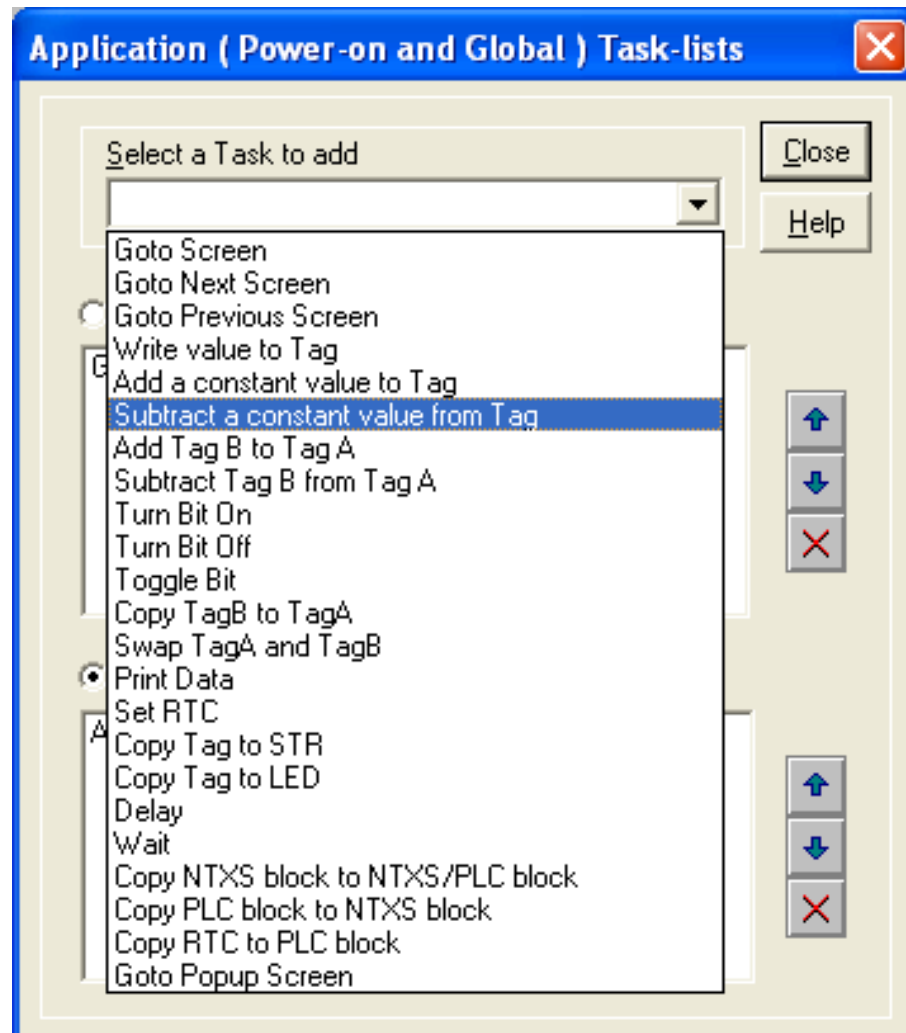 Application ( Power-on and Global ) Task-lists
Select a Task to add
Close
Help
Goto Screen
Goto Next Screen
Goto Previous Screen
Write value to Tag
Add a constant value to Tag
Subtract a constant value from Tag
Add Tag B to Tag A
Subtract Tag B from Tag A
Turn Bit On
Turn Bit Off
Toggle Bit
Copy TagB to TagA
Swap TagA and TagB
Print Data
Set RTC
Copy Tag to STR
Copy Tag to LED
Delay
Wait
Copy NTXS block to NTXS/PLC block
Copy PLC block to NTXS block
Copy RTC to PLC block
Goto Popup Screen